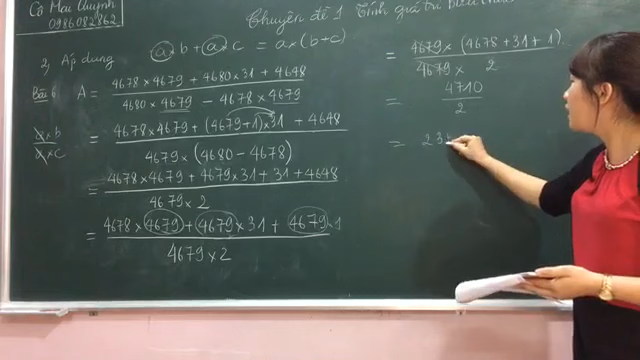 Cô Mai Quỳnh
0986082862
Chuyên đề 1 Tính giá trị biểu thức
2, Áp dụng
a×b + a×c = a×(b+c)
Bài 6
A = (4678×4679 + 4680×31 + 4648) / (4680×4679 − 4678×4679)
a×b / a×c
= (4678×4679 + (4679+1)×31 + 4648) / (4679×(4680−4678))
= (4678×4679 + 4679×31 + 31 + 4648) / (4679×2)
= (4678×4679 + 4679×31 + 4679×1) / (4679×2)
= (4679×(4678+31+1)) / (4679× 2)
= 4710 / 2
= 23